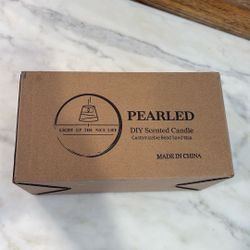 PEARLED
DIY Scented Candle
MADE IN CHINA
LIGHT UP THE NICE LIFE